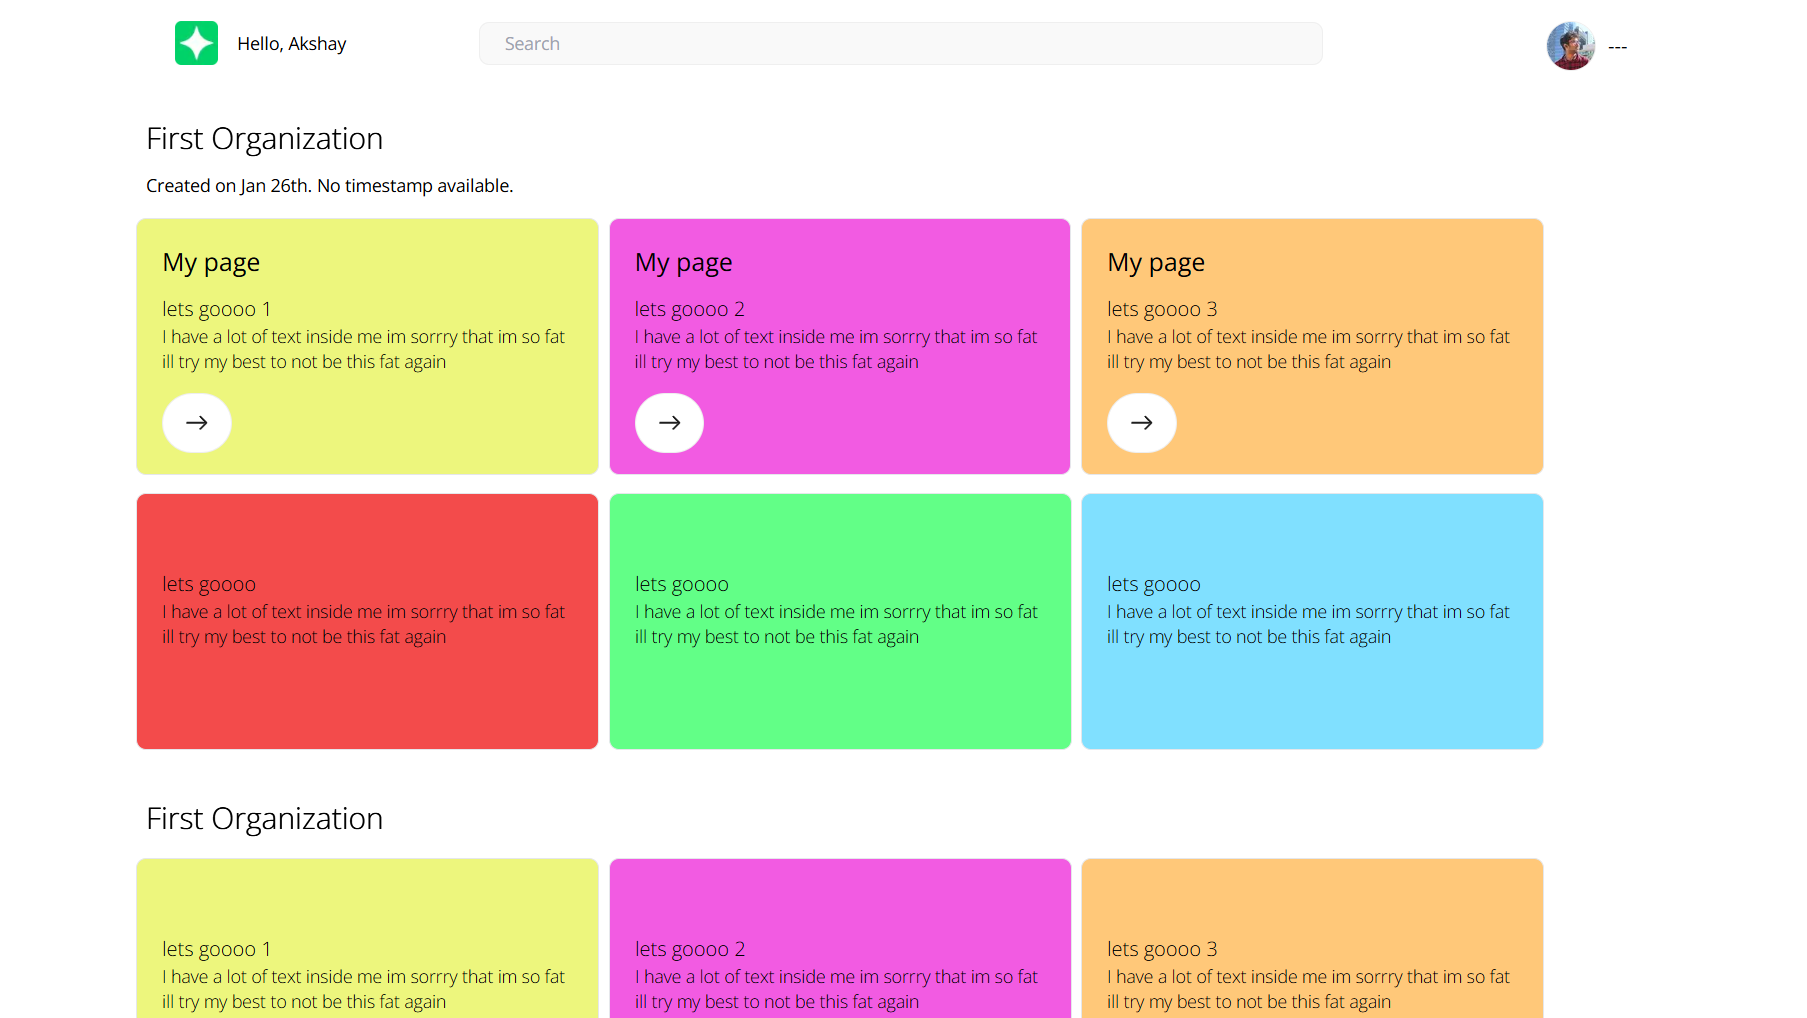 Hello, Akshay
Search
---
First Organization
Created on Jan 26th. No timestamp available.
My page
lets goooo 1
I have a lot of text inside me im sorrry that im so fat
ill try my best to not be this fat again
My page
lets goooo 2
I have a lot of text inside me im sorrry that im so fat
ill try my best to not be this fat again
My page
lets goooo 3
I have a lot of text inside me im sorrry that im so fat
ill try my best to not be this fat again
lets goooo
I have a lot of text inside me im sorrry that im so fat
ill try my best to not be this fat again
lets goooo
I have a lot of text inside me im sorrry that im so fat
ill try my best to not be this fat again
lets goooo
I have a lot of text inside me im sorrry that im so fat
ill try my best to not be this fat again
First Organization
lets goooo 1
I have a lot of text inside me im sorrry that im so fat
ill try my best to not be this fat again
lets goooo 2
I have a lot of text inside me im sorrry that im so fat
ill try my best to not be this fat again
lets goooo 3
I have a lot of text inside me im sorrry that im so fat
ill try my best to not be this fat again